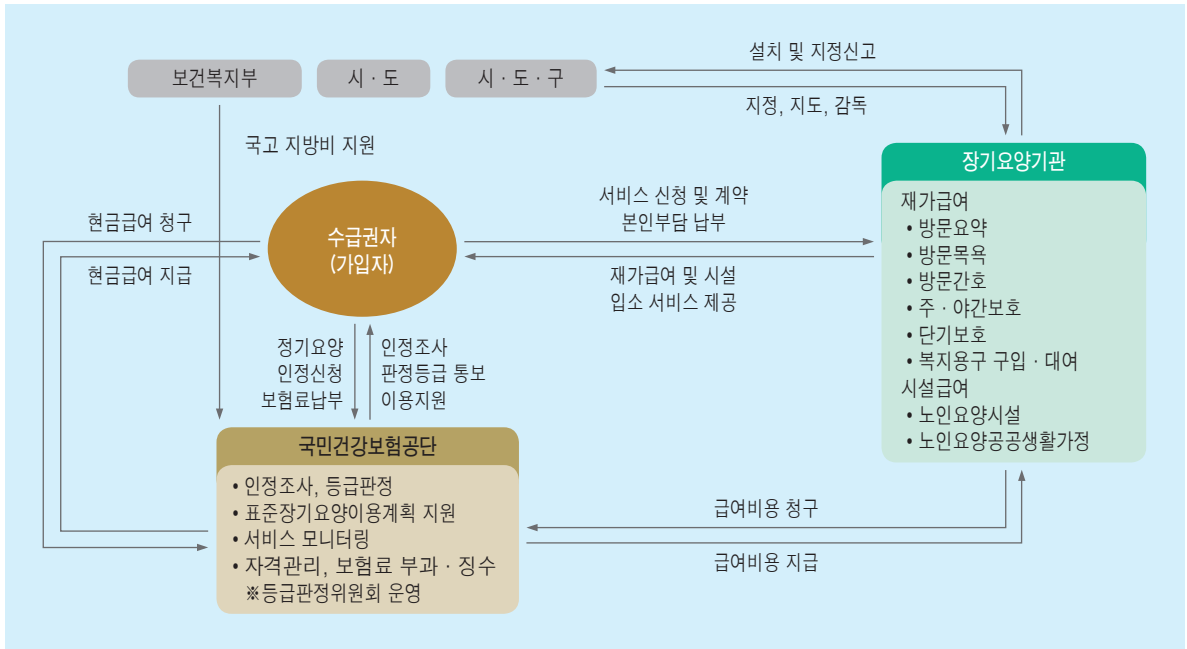 설치 및 지정신고
보건복지부
시 · 도
시 · 도 · 구
지정, 지도, 감독
국고 지방비 지원
장기요양기관
재가급여
• 방문요약
• 방문목욕
• 방문간호
• 주 · 야간보호
• 단기보호
• 복지용구 구입 · 대여
시설급여
• 노인요양시설
• 노인요양공공생활가정
서비스 신청 및 계약
본인부담 납부
현금급여 청구
수급권자
(가입자)
현금급여 지급
재가급여 및 시설
입소 서비스 제공
정기요양
인정신청
보험료납부
인정조사
판정등급 통보
이용지원
국민건강보험공단
• 인정조사, 등급판정
• 표준장기요양이용계획 지원
• 서비스 모니터링
• 자격관리, 보험료 부과 · 징수
※등급판정위원회 운영
급여비용 청구
급여비용 지급